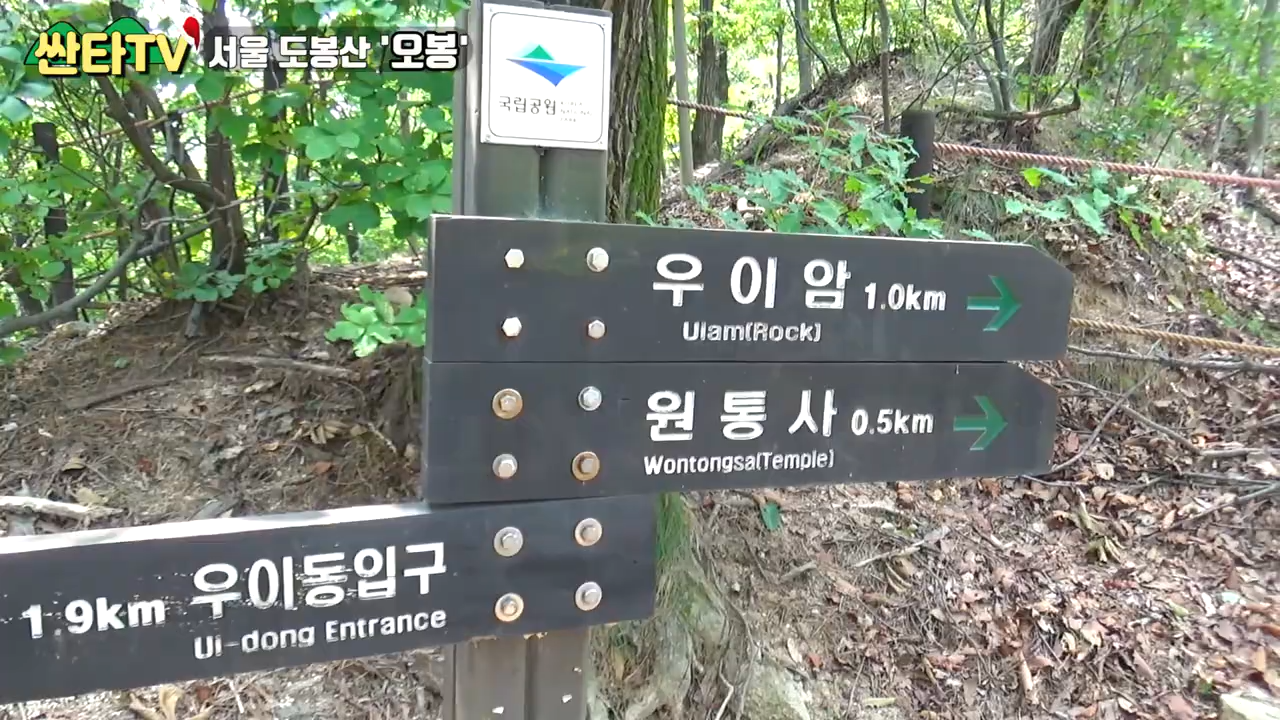 싼타TV 서울 도봉산 '오봉'
국립공원
우이암 1.0km
UIam(Rock)
원통사 0.5km
Wontongsa(Temple)
1.9km 우이동입구
Ui-dong Entrance